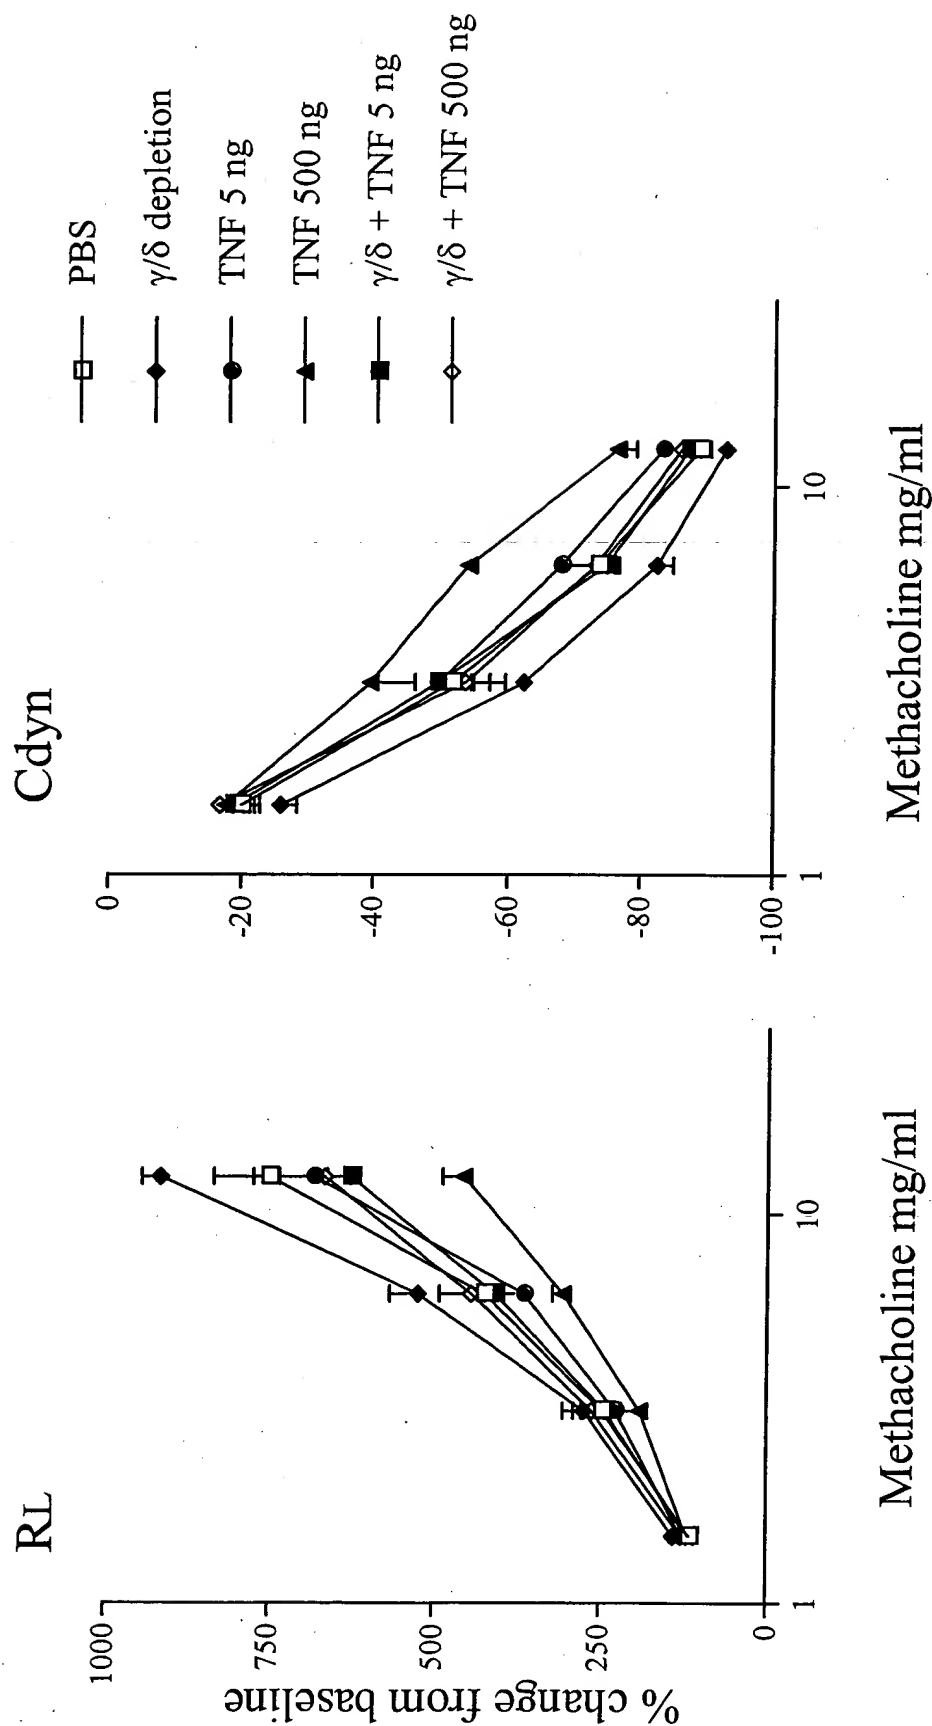 RL
Cdyn
% change from baseline
1000
750
500
250
0
1
10
Methacholine mg/ml
0
-20
-40
-60
-80
-100
1
10
Methacholine mg/ml
PBS
γ/δ depletion
TNF 5 ng
TNF 500 ng
γ/δ + TNF 5 ng
γ/δ + TNF 500 ng